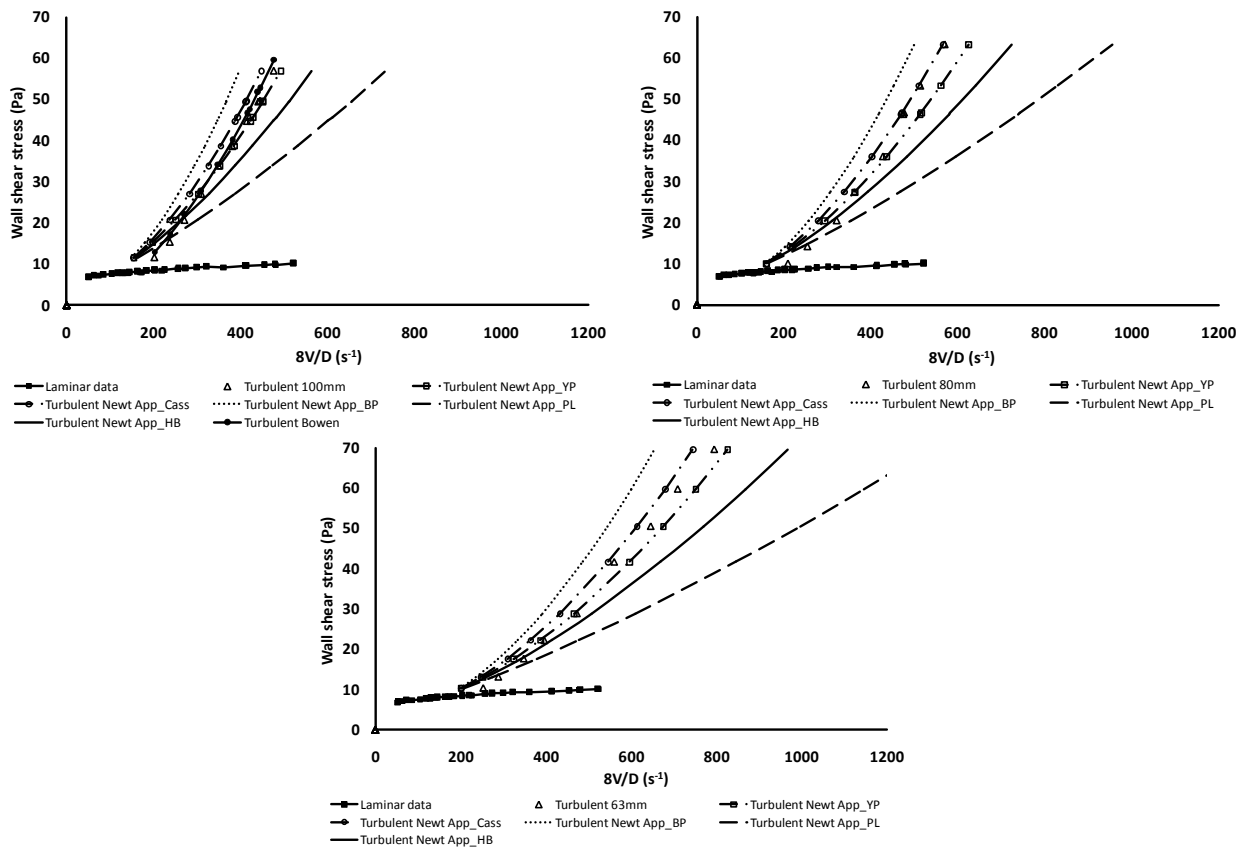 70
60
50
40
30
20
10
0
Wall shear stress (Pa)
0 200 400 600 800 1000 1200
8V/D (s-1)
Laminar data Turbulent 100mm Turbulent Newt App_YP
Turbulent Newt App_Cass Turbulent Newt App_BP Turbulent Newt App_PL
Turbulent Newt App_HB Turbulent Bowen
70
60
50
40
30
20
10
0
Wall shear stress (Pa)
0 200 400 600 800 1000 1200
8V/D (s-1)
Laminar data Turbulent 80mm Turbulent Newt App_YP
Turbulent Newt App_Cass Turbulent Newt App_BP Turbulent Newt App_PL
Turbulent Newt App_HB
70
60
50
40
30
20
10
0
Wall shear stress (Pa)
0 200 400 600 800 1000 1200
8V/D (s-1)
Laminar data Turbulent 63mm Turbulent Newt App_YP
Turbulent Newt App_Cass Turbulent Newt App_BP Turbulent Newt App_PL
Turbulent Newt App_HB